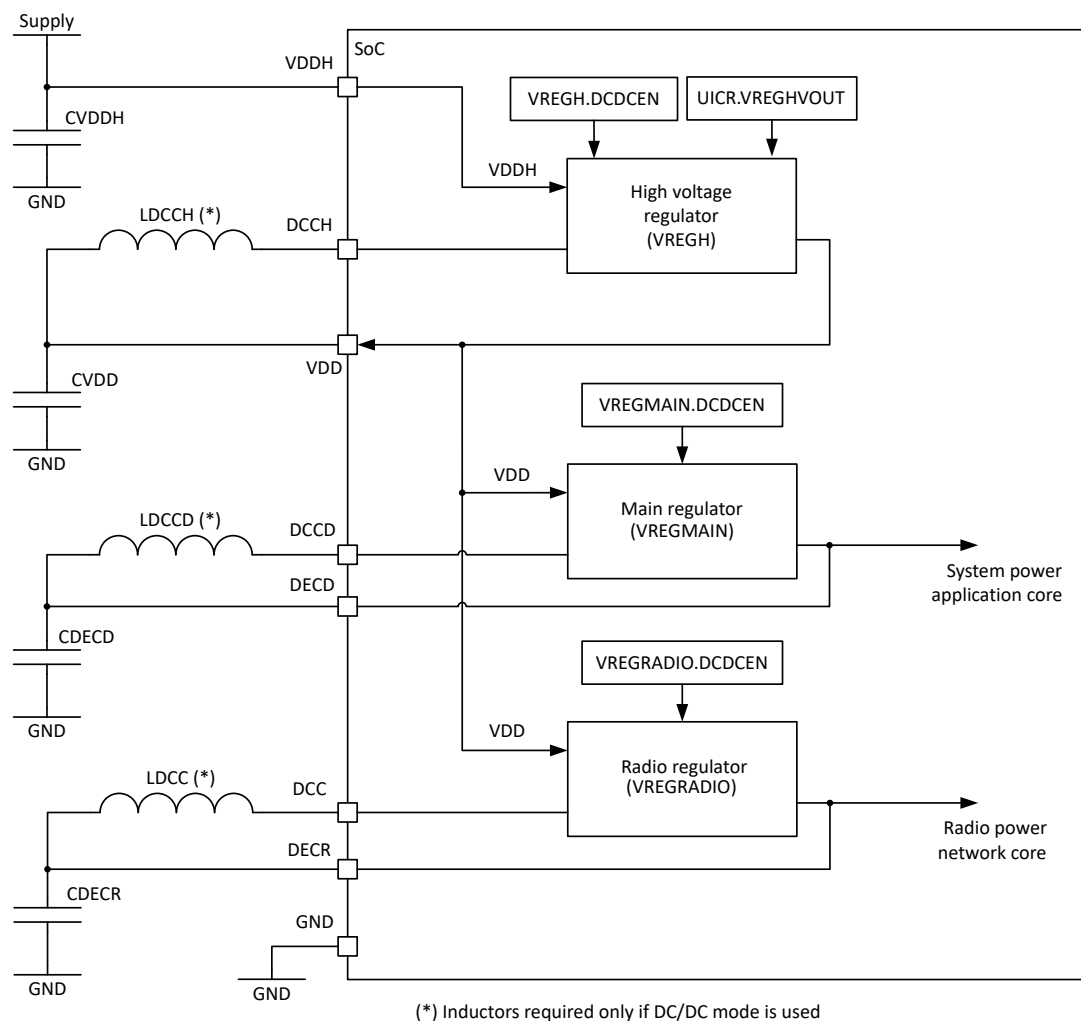 Supply
SoC
VDDH
VREGH.DCDCEN
UICR.VREGHVOUT
CVDDH
VDDH
GND
High voltage
regulator
(VREGH)
LDCCH (*)
DCCH
VDD
CVDD
VREGMAIN.DCDCEN
GND
VDD
Main regulator
(VREGMAIN)
LDCCD (*)
DCCD
System power
application core
DECD
CDECD
VREGRADIO.DCDCEN
GND
VDD
Radio regulator
(VREGRADIO)
LDCC (*)
DCC
Radio power
network core
DECR
CDECR
GND
GND
GND
(*) Inductors required only if DC/DC mode is used